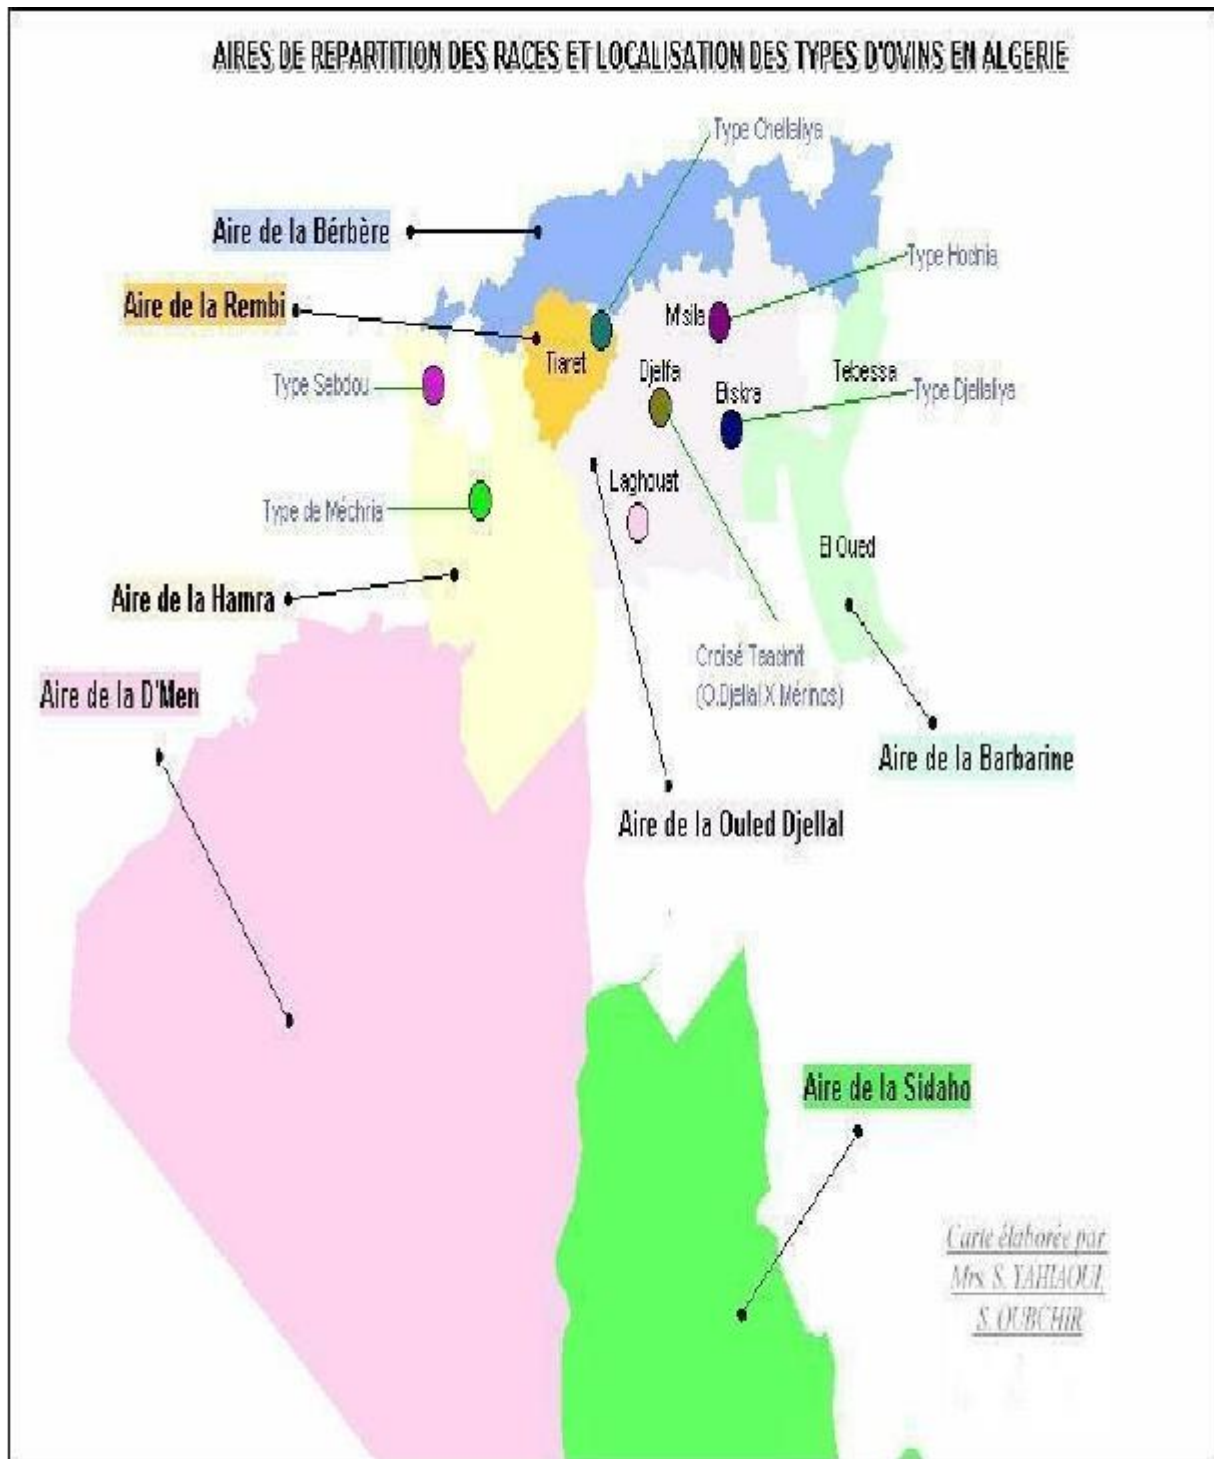 AIRES DE REPARTITION DES RACES ET LOCALISATION DES TYPES D'OVINS EN ALGERIE
Type Chellaliya
Aire de la Bérbère
Type Hodnia
Aire de la Rembi
M'sila
Tiaret
Djelfa
Tebessa
Type Sebdou
Biskra
Type Djellaliya
Laghouat
Type de Méchria
El Oued
Aire de la Hamra
Croisé Taadmit
(O.Djellal X Mérinos)
Aire de la D'Men
Aire de la Barbarine
Aire de la Ouled Djellal
Aire de la Sidaho
Carte élaborée par
Mrs. S. YAHIAOUI,
S. OUBCHIR